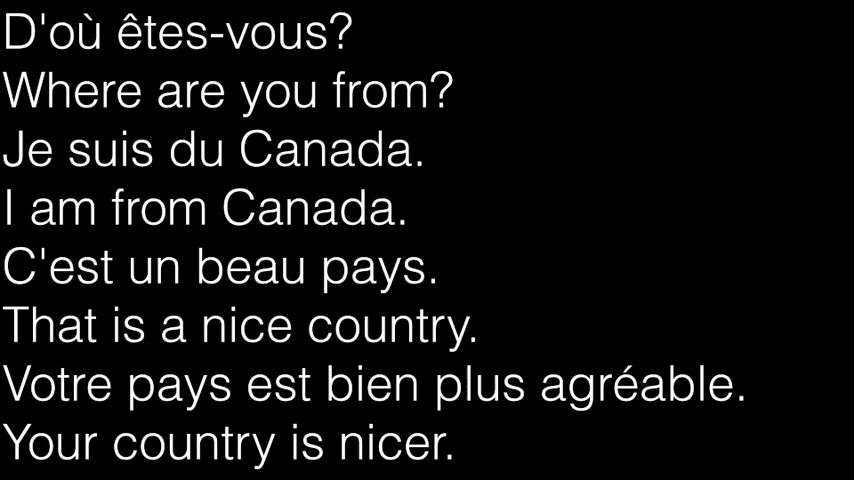 D'où êtes-vous?
Where are you from?
Je suis du Canada.
I am from Canada.
C'est un beau pays.
That is a nice country.
Votre pays est bien plus agréable.
Your country is nicer.